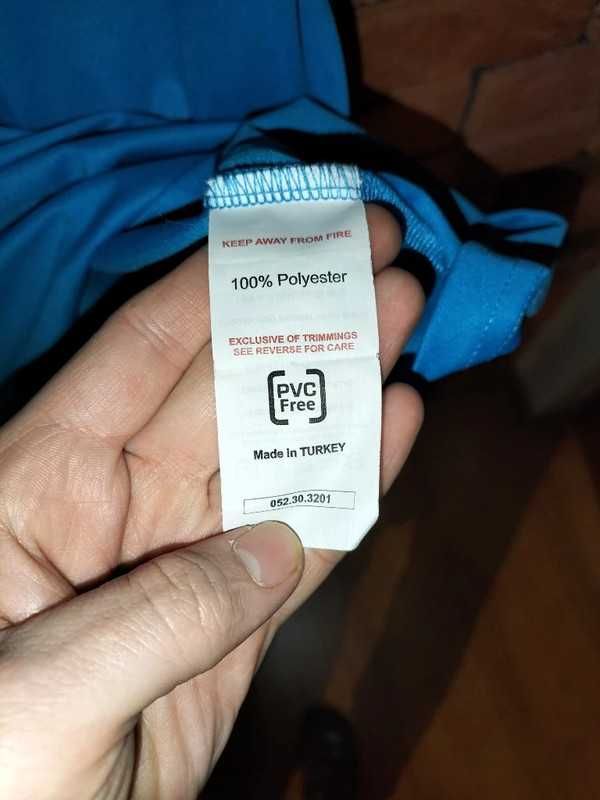 KEEP AWAY FROM FIRE
100% Polyester
EXCLUSIVE OF TRIMMINGS
SEE REVERSE FOR CARE
PVC
Free
Made in TURKEY
052.30.3201